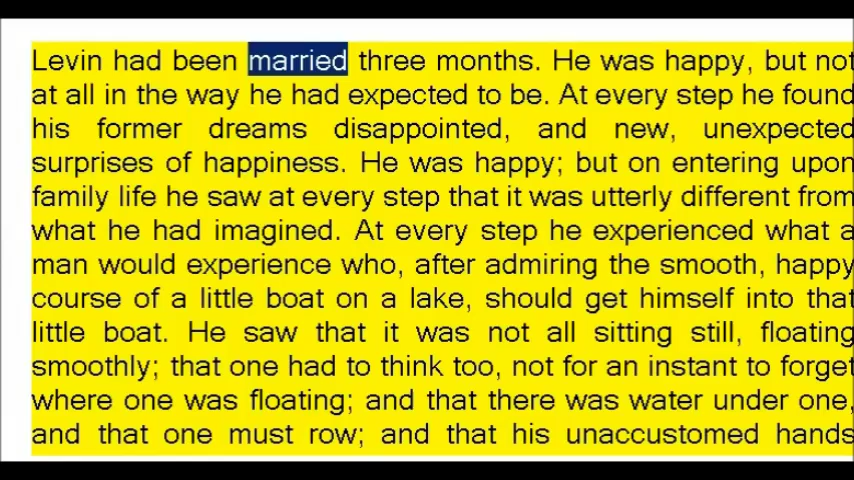 Levin had been married three months. He was happy, but not
at all in the way he had expected to be. At every step he found
his former dreams disappointed, and new, unexpected
surprises of happiness. He was happy; but on entering upon
family life he saw at every step that it was utterly different from
what he had imagined. At every step he experienced what a
man would experience who, after admiring the smooth, happy
course of a little boat on a lake, should get himself into that
little boat. He saw that it was not all sitting still, floating
smoothly; that one had to think too, not for an instant to forget
where one was floating; and that there was water under one,
and that one must row; and that his unaccustomed hands